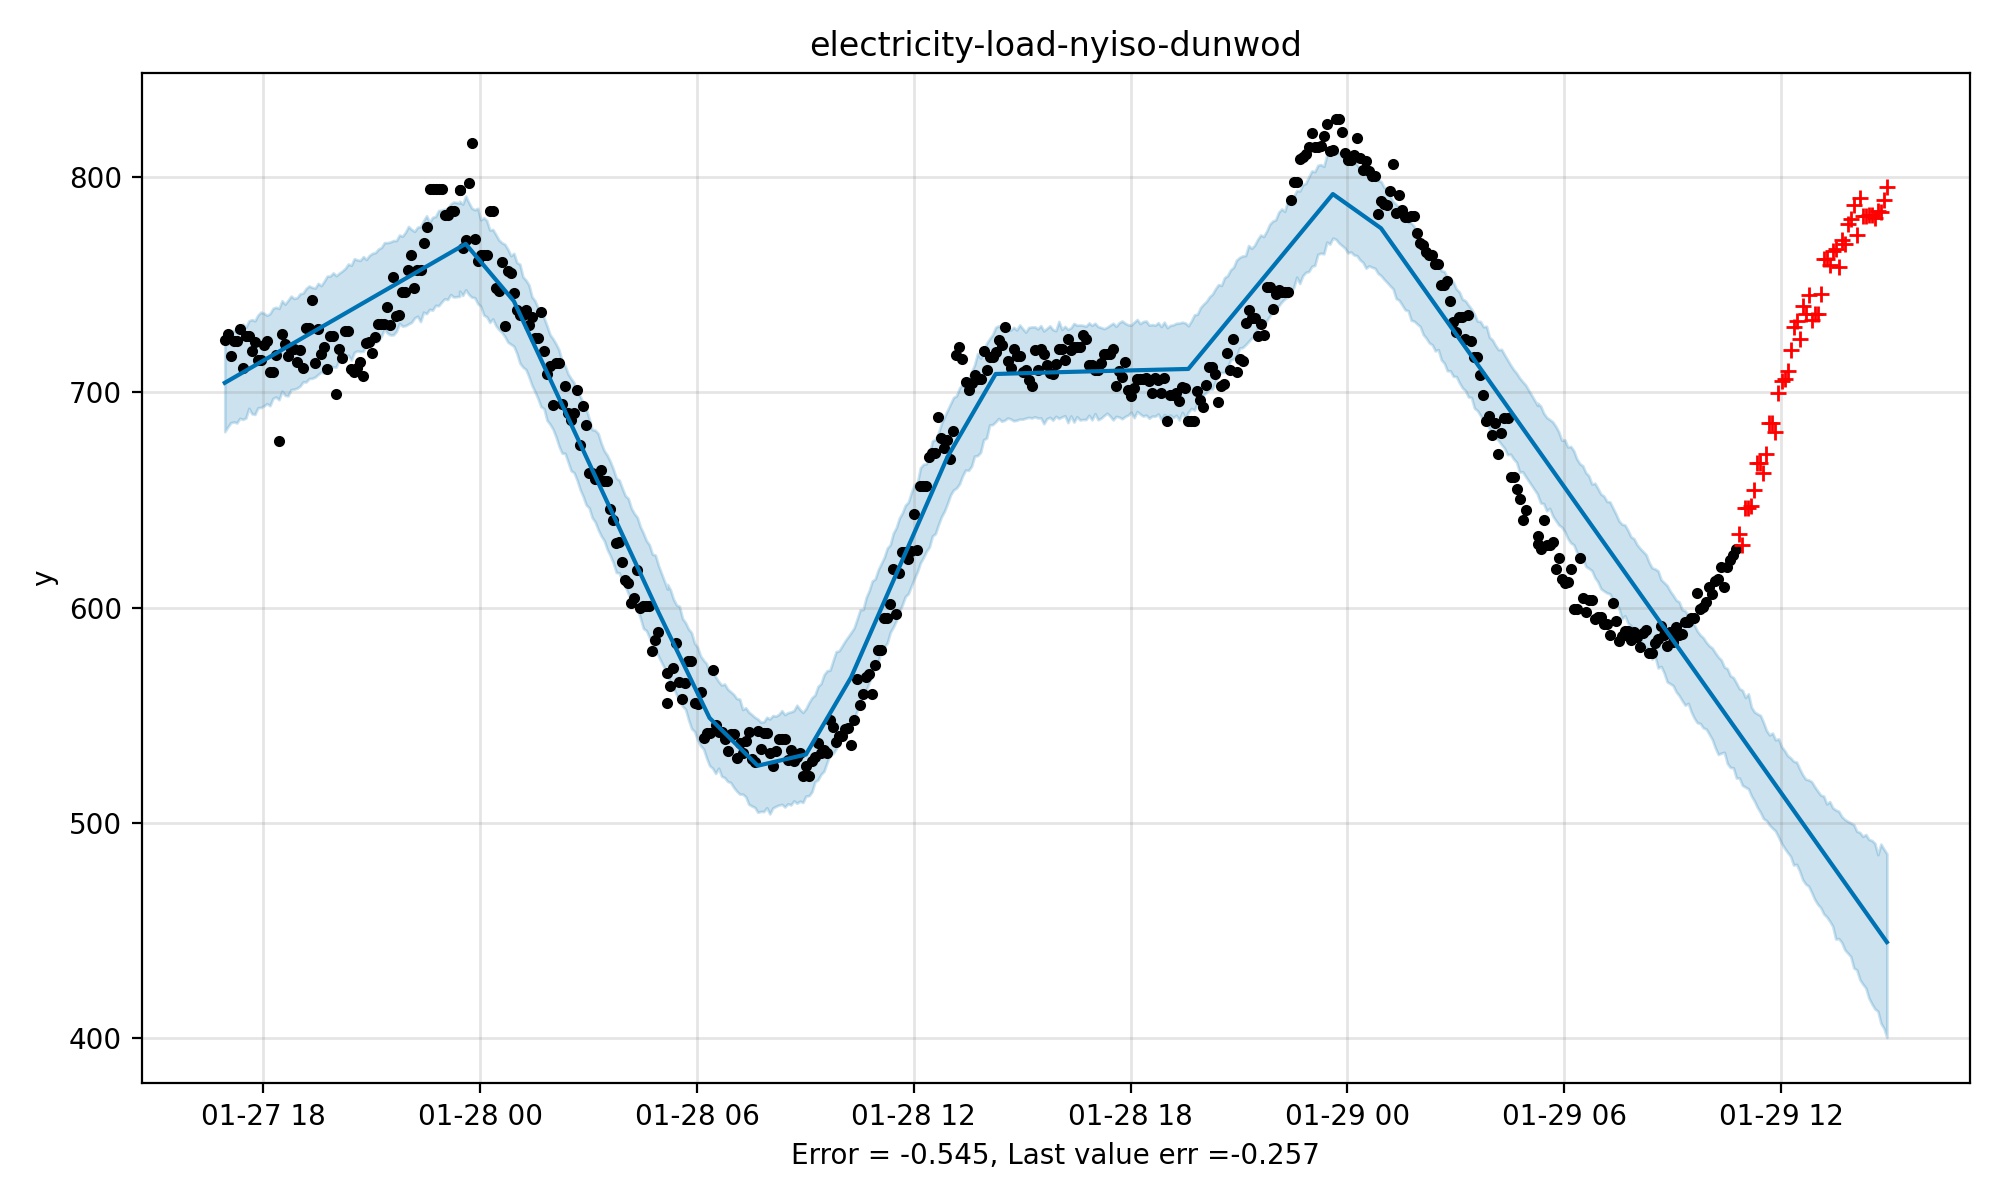 electricity-load-nyiso-dunwod
y
800
700
600
500
400
01-27 18 01-28 00 01-28 06 01-28 12 01-28 18 01-29 00 01-29 06 01-29 12
Error = -0.545, Last value err =-0.257